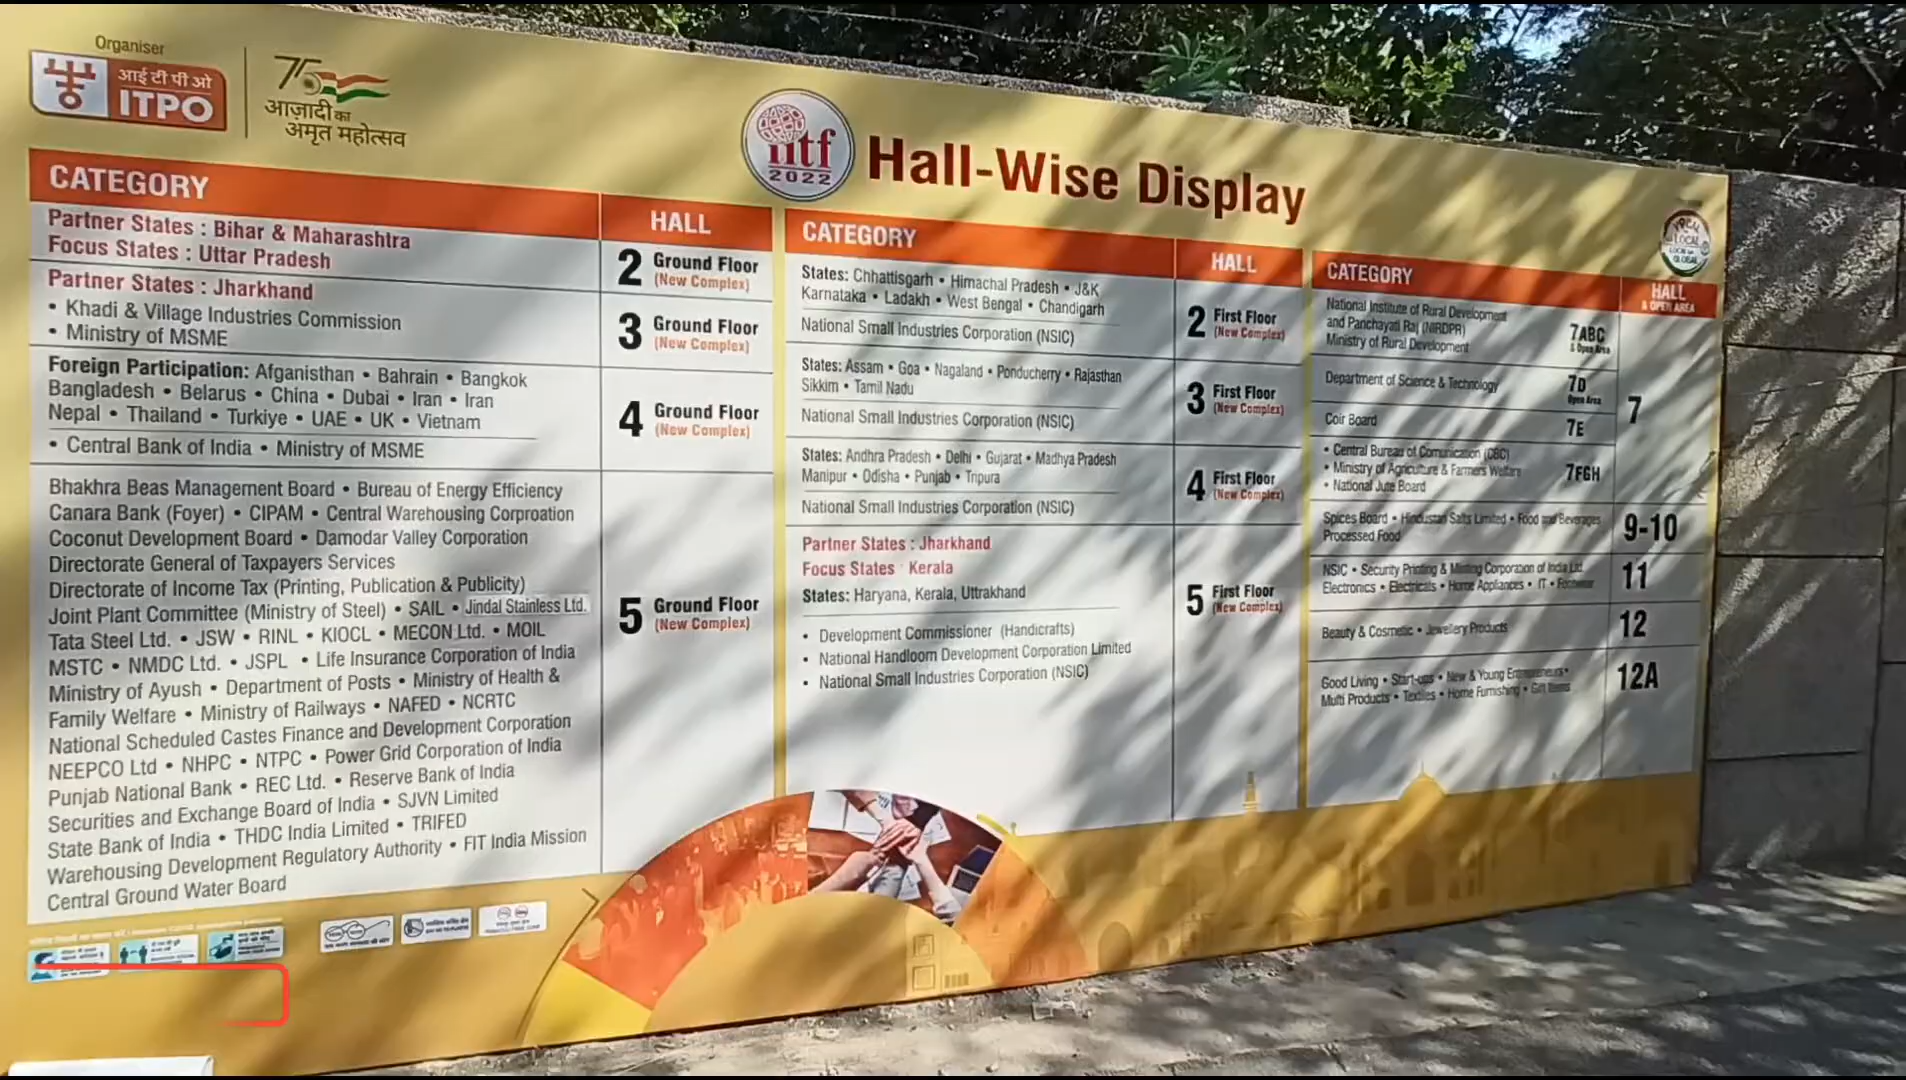 Organiser
आई टी पी ओ
ITPO
75
आज़ादी का
अमृत महोत्सव
iitf
2022
Hall-Wise Display
VOCAL
LOCAL
GLOBAL
CATEGORY
HALL
Partner States : Bihar & Maharashtra
Focus States : Uttar Pradesh
2 Ground Floor
(New Complex)
Partner States : Jharkhand
• Khadi & Village Industries Commission
• Ministry of MSME
3 Ground Floor
(New Complex)
Foreign Participation: Afganisthan • Bahrain • Bangkok
Bangladesh • Belarus • China • Dubai • Iran • Iran
Nepal • Thailand • Turkiye • UAE • UK • Vietnam
• Central Bank of India • Ministry of MSME
4 Ground Floor
(New Complex)
Bhakhra Beas Management Board • Bureau of Energy Efficiency
Canara Bank (Foyer) • CIPAM • Central Warehousing Corproation
Coconut Development Board • Damodar Valley Corporation
Directorate General of Taxpayers Services
Directorate of Income Tax (Printing, Publication & Publicity)
Joint Plant Committee (Ministry of Steel) • SAIL • Jindal Stainless Ltd.
Tata Steel Ltd. • JSW • RINL • KIOCL • MECON Ltd. • MOIL
MSTC • NMDC Ltd. • JSPL • Life Insurance Corporation of India
Ministry of Ayush • Department of Posts • Ministry of Health &
Family Welfare • Ministry of Railways • NAFED • NCRTC
National Scheduled Castes Finance and Development Corporation
NEEPCO Ltd • NHPC • NTPC • Power Grid Corporation of India
Punjab National Bank • REC Ltd. • Reserve Bank of India
Securities and Exchange Board of India • SJVN Limited
State Bank of India • THDC India Limited • TRIFED
Warehousing Development Regulatory Authority • FIT India Mission
Central Ground Water Board
5 Ground Floor
(New Complex)
CATEGORY
HALL
States: Chhattisgarh • Himachal Pradesh • J&K
Karnataka • Ladakh • West Bengal • Chandigarh
National Small Industries Corporation (NSIC)
2 First Floor
(New Complex)
States: Assam • Goa • Nagaland • Ponducherry • Rajasthan
Sikkim • Tamil Nadu
National Small Industries Corporation (NSIC)
3 First Floor
(New Complex)
States: Andhra Pradesh • Delhi • Gujarat • Madhya Pradesh
Manipur • Odisha • Punjab • Tripura
National Small Industries Corporation (NSIC)
4 First Floor
(New Complex)
Partner States : Jharkhand
Focus States : Kerala
States: Haryana, Kerala, Uttrakhand
• Development Commissioner (Handicrafts)
• National Handloom Development Corporation Limited
• National Small Industries Corporation (NSIC)
5 First Floor
(New Complex)
CATEGORY
HALL
& OPEN AREA
National Institute of Rural Development
and Panchayati Raj (NIRDPR)
Ministry of Rural Development
7ABC
& Open Area
Department of Science & Technology
7D
Open Area
Coir Board
7E
• Central Bureau of Comunication (CBC)
• Ministry of Agriculture & Farmers Welfare
• National Jute Board
7FGH
7
Spices Board • Hindustan Salts Limited • Food and Beverages
Processed Food
9-10
NSIC • Security Printing & Minting Corporation of India Ltd.
Electronics • Electricals • Home Appliances • IT • Footwear
11
Beauty & Cosmetic • Jewellery Products
12
Good Living • Start-ups • New & Young Entrepreneurs •
Multi Products • Textiles • Home Furnishing • Gift Items
12A